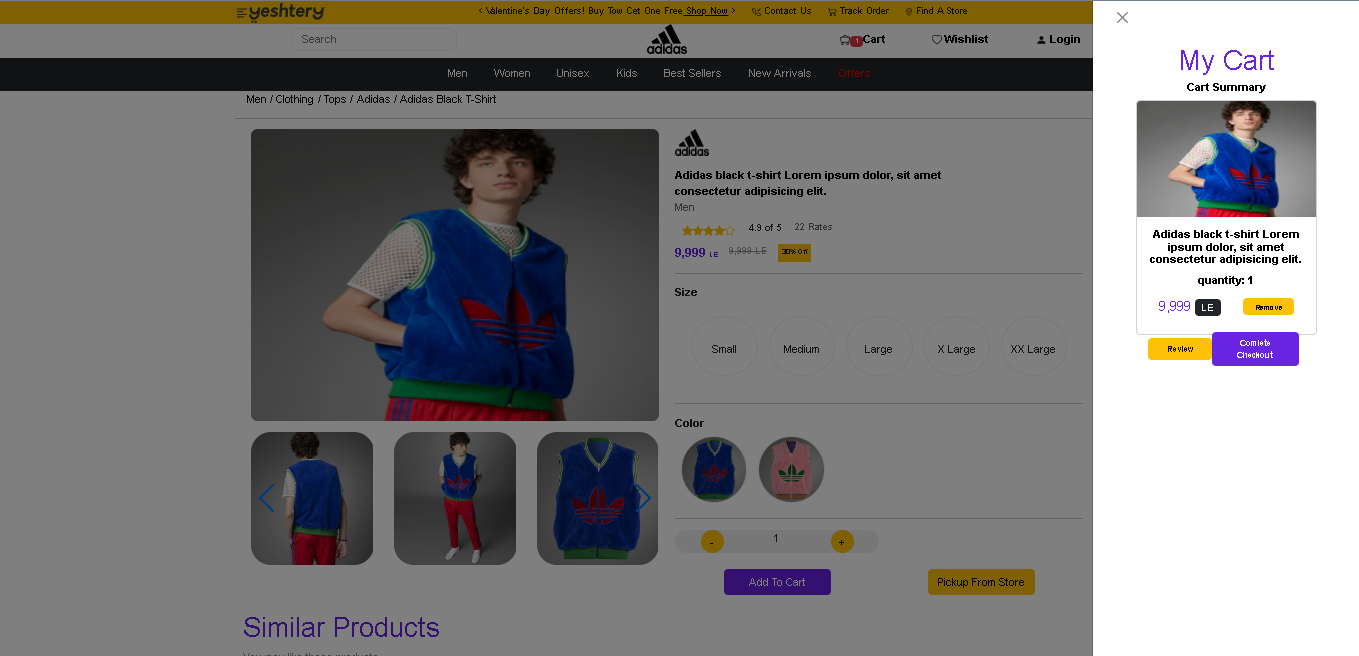 yeshtery
< Valentine's Day Offers! Buy Tow Cet One Free Shop Now >
Contact Us
Track Order
Find A Store
Search
adidas
1 Cart
Wishlist
Login
Men
Women
Unisex
Kids
Best Sellers
New Arrivals
Offers
Men / Clothing / Tops / Adidas / Adidas Black T-Shirt
adidas
Adidas black t-shirt Lorem ipsum dolor, sit amet
consectetur adipisicing elit.
Men
4.9 of 5
22 Rates
9,999 LE
9,999 LE
30% Off
Size
Small
Medium
Large
X Large
XX Large
Color
-
1
+
Add To Cart
Pickup From Store
Similar Products
You may like these products
My Cart
Cart Summary
Adidas black t-shirt Lorem
ipsum dolor, sit amet
consectetur adipisicing elit.
quantity: 1
9,999 LE
Remove
Review
Comlete
Checkout